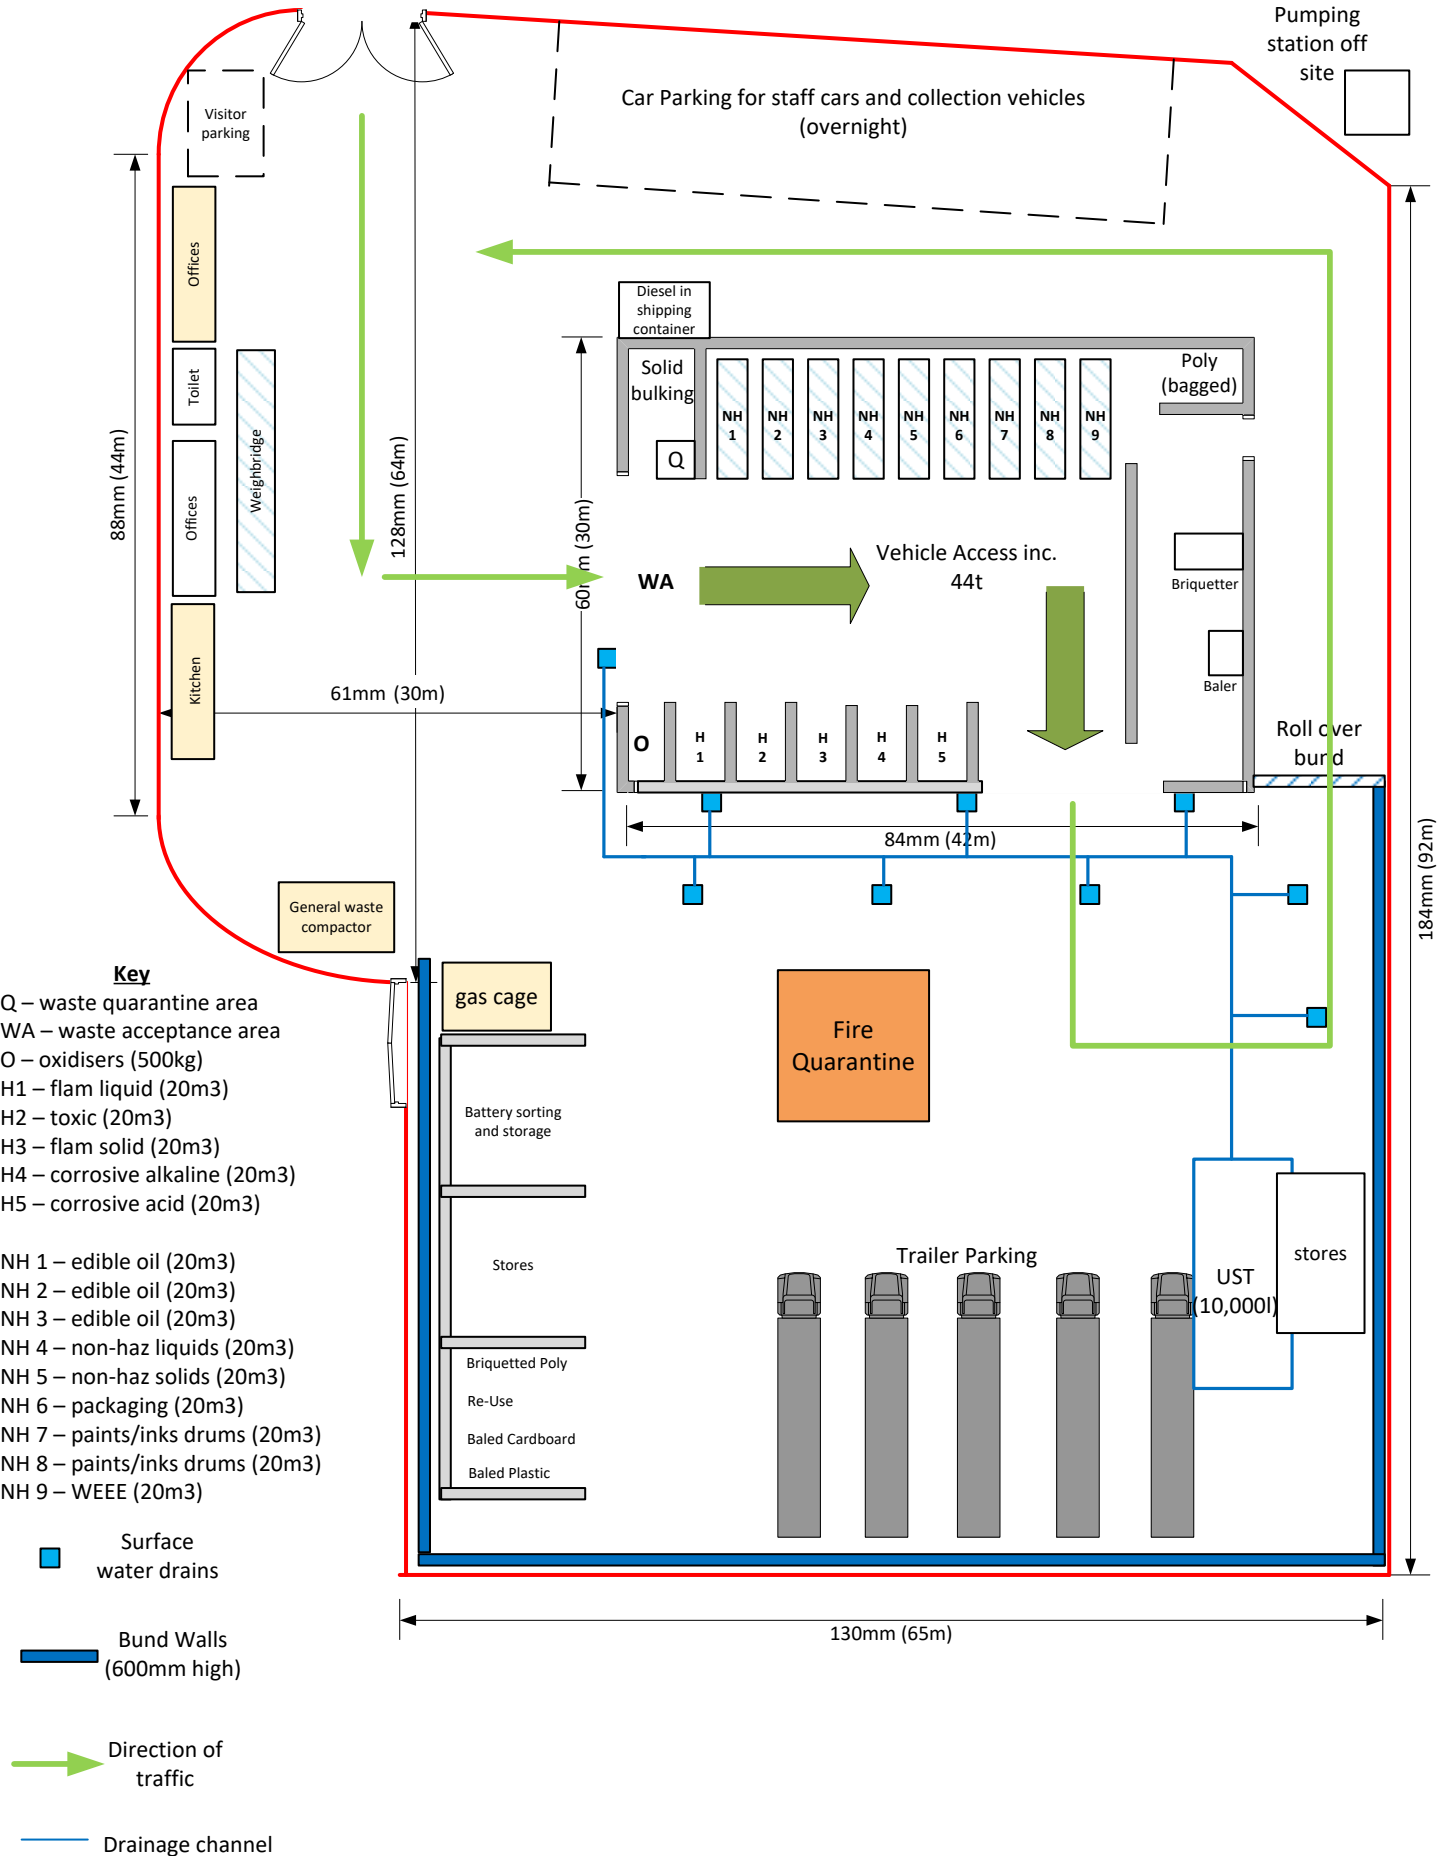 Pumping
station off
site
Car Parking for staff cars and collection vehicles
(overnight)
Visitor
parking
Offices
Toilet
Offices
Kitchen
Weighbridge
88mm (44m)
128mm (64m)
61mm (30m)
60mm (30m)
Diesel in
shipping
container
Solid
bulking
Q
NH
1
NH
2
NH
3
NH
4
NH
5
NH
6
NH
7
NH
8
NH
9
Poly
(bagged)
WA
Vehicle Access inc.
44t
Briquetter
Baler
O
H
1
H
2
H
3
H
4
H
5
Roll over
bund
84mm (42m)
184mm (92m)
General waste
compactor
gas cage
Fire
Quarantine
Battery sorting
and storage
Stores
Briquetted Poly
Re-Use
Baled Cardboard
Baled Plastic
Trailer Parking
UST
(10,000l)
stores
130mm (65m)
Key
Q – waste quarantine area
WA – waste acceptance area
O – oxidisers (500kg)
H1 – flam liquid (20m3)
H2 – toxic (20m3)
H3 – flam solid (20m3)
H4 – corrosive alkaline (20m3)
H5 – corrosive acid (20m3)
NH 1 – edible oil (20m3)
NH 2 – edible oil (20m3)
NH 3 – edible oil (20m3)
NH 4 – non-haz liquids (20m3)
NH 5 – non-haz solids (20m3)
NH 6 – packaging (20m3)
NH 7 – paints/inks drums (20m3)
NH 8 – paints/inks drums (20m3)
NH 9 – WEEE (20m3)
Surface
water drains
Bund Walls
(600mm high)
Direction of
traffic
Drainage channel